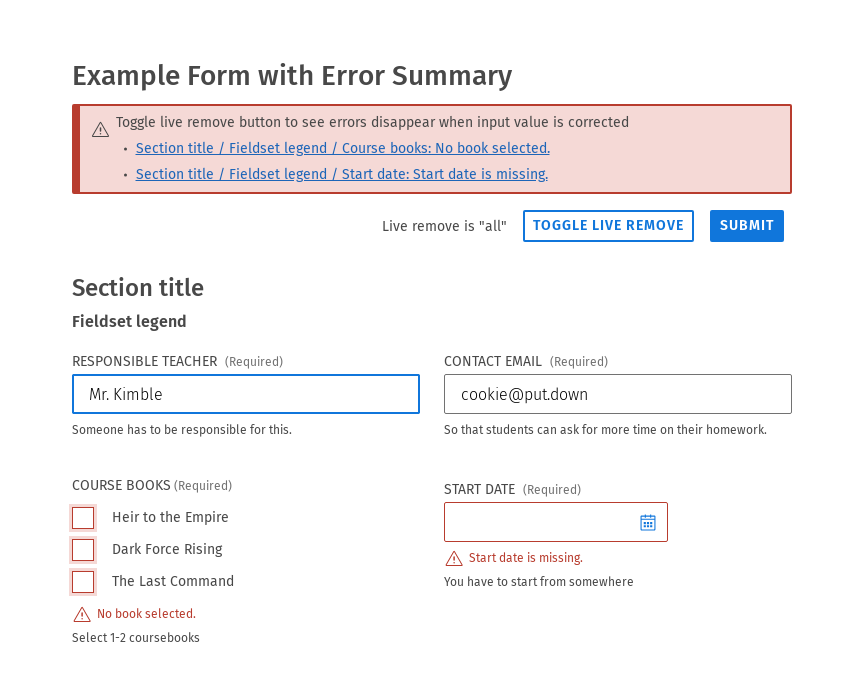 Example Form with Error Summary
Toggle live remove button to see errors disappear when input value is corrected
• Section title / Fieldset legend / Course books: No book selected.
• Section title / Fieldset legend / Start date: Start date is missing.
Live remove is "all" TOGGLE LIVE REMOVE SUBMIT
Section title
Fieldset legend
RESPONSIBLE TEACHER (Required)
Mr. Kimble
Someone has to be responsible for this.
CONTACT EMAIL (Required)
cookie@put.down
So that students can ask for more time on their homework.
COURSE BOOKS (Required)
Heir to the Empire
Dark Force Rising
The Last Command
No book selected.
Select 1-2 coursebooks
START DATE (Required)
Start date is missing.
You have to start from somewhere